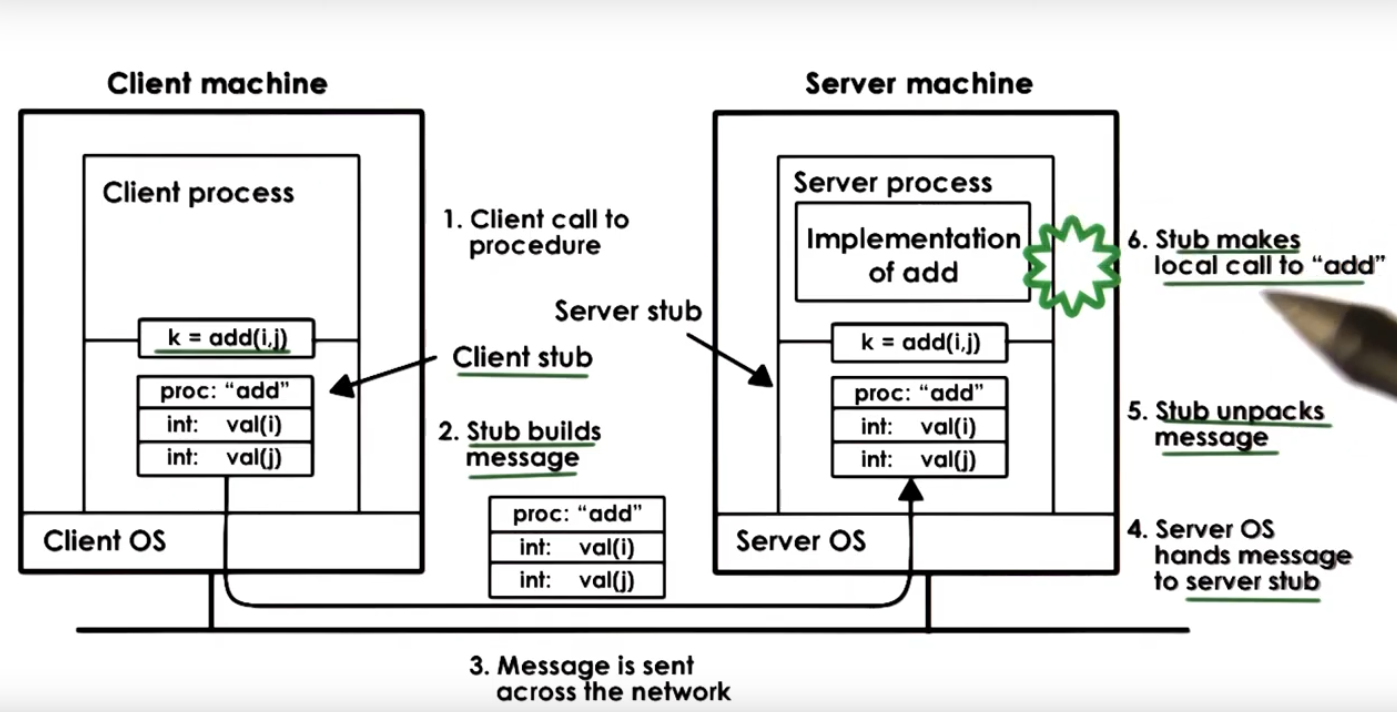 Client machine
Client process
k = add(i,j)
proc: “add”
int: val(i)
int: val(j)
Client OS
1. Client call to
procedure
Server stub
Client stub
2. Stub builds
message
proc: “add”
int: val(i)
int: val(j)
3. Message is sent
across the network
Server machine
Server process
Implementation
of add
k = add(i,j)
proc: “add”
int: val(i)
int: val(j)
Server OS
6. Stub makes
local call to “add”
5. Stub unpacks
message
4. Server OS
hands message
to server stub